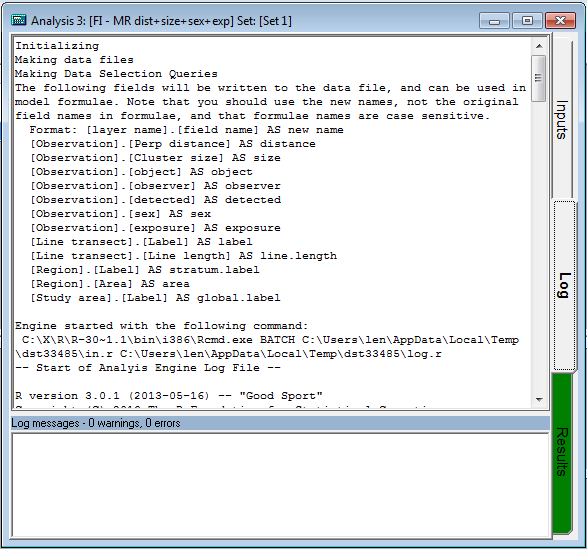 Analysis 3: [FI - MR dist+size+sex+exp] Set: [Set 1]
Initializing
Making data files
Making Data Selection Queries
The following fields will be written to the data file, and can be used in
model formulae. Note that you should use the new names, not the original
field names in formulae, and that formulae names are case sensitive.
Format: [layer name].[field name] AS new name
[Observation].[Perp distance] AS distance
[Observation].[Cluster size] AS size
[Observation].[object] AS object
[Observation].[observer] AS observer
[Observation].[detected] AS detected
[Observation].[sex] AS sex
[Observation].[exposure] AS exposure
[Line transect].[Label] AS label
[Line transect].[Line length] AS line.length
[Region].[Label] AS stratum.label
[Region].[Area] AS area
[Study area].[Label] AS global.label
Engine started with the following command:
C:\X\R\R-30~1.1\bin\i386\Rcmd.exe BATCH C:\Users\len\AppData\Local\Temp
\dst33485\in.r C:\Users\len\AppData\Local\Temp\dst33485\log.r
-- Start of Analyis Engine Log File --
R version 3.0.1 (2013-05-16) -- "Good Sport"
Log messages - 0 warnings, 0 errors
Inputs
Log
Results